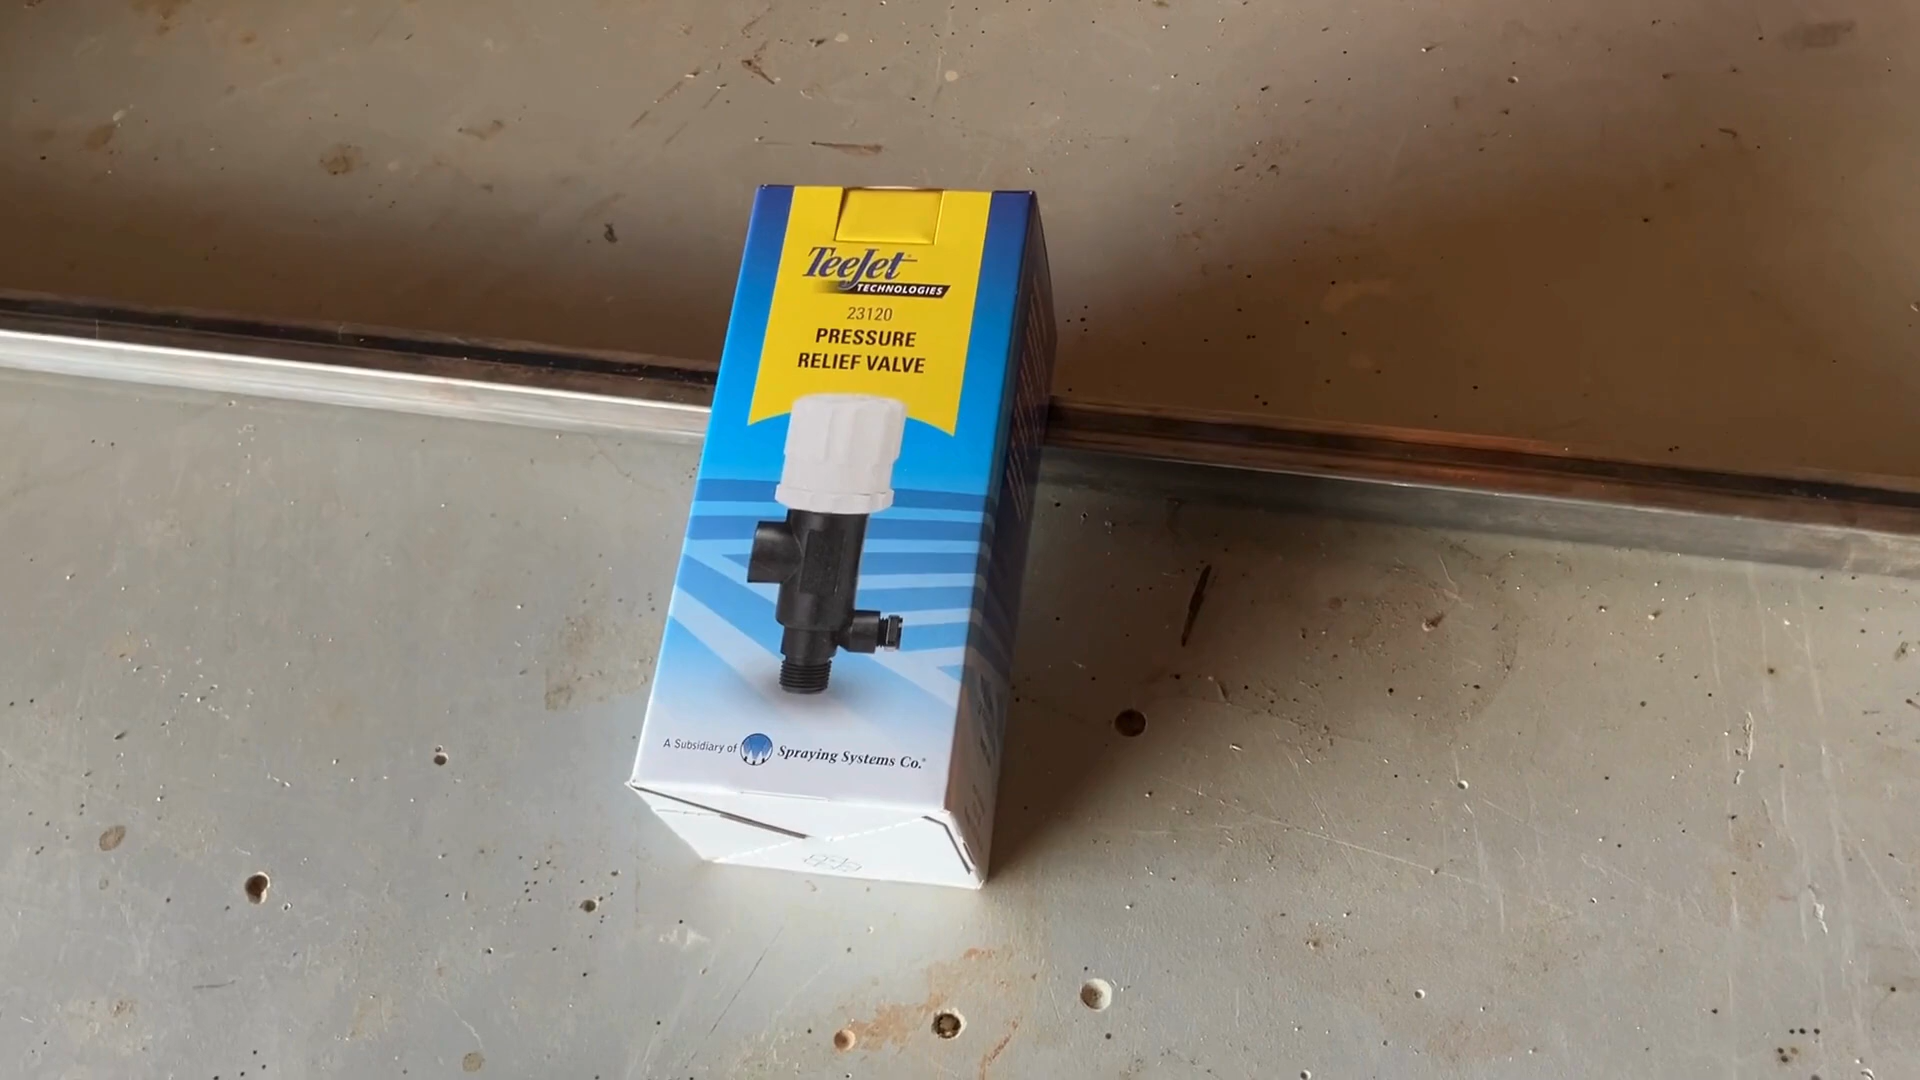 TeeJet®
TECHNOLOGIES
23120
PRESSURE
RELIEF VALVE
A Subsidiary of Spraying Systems Co.®